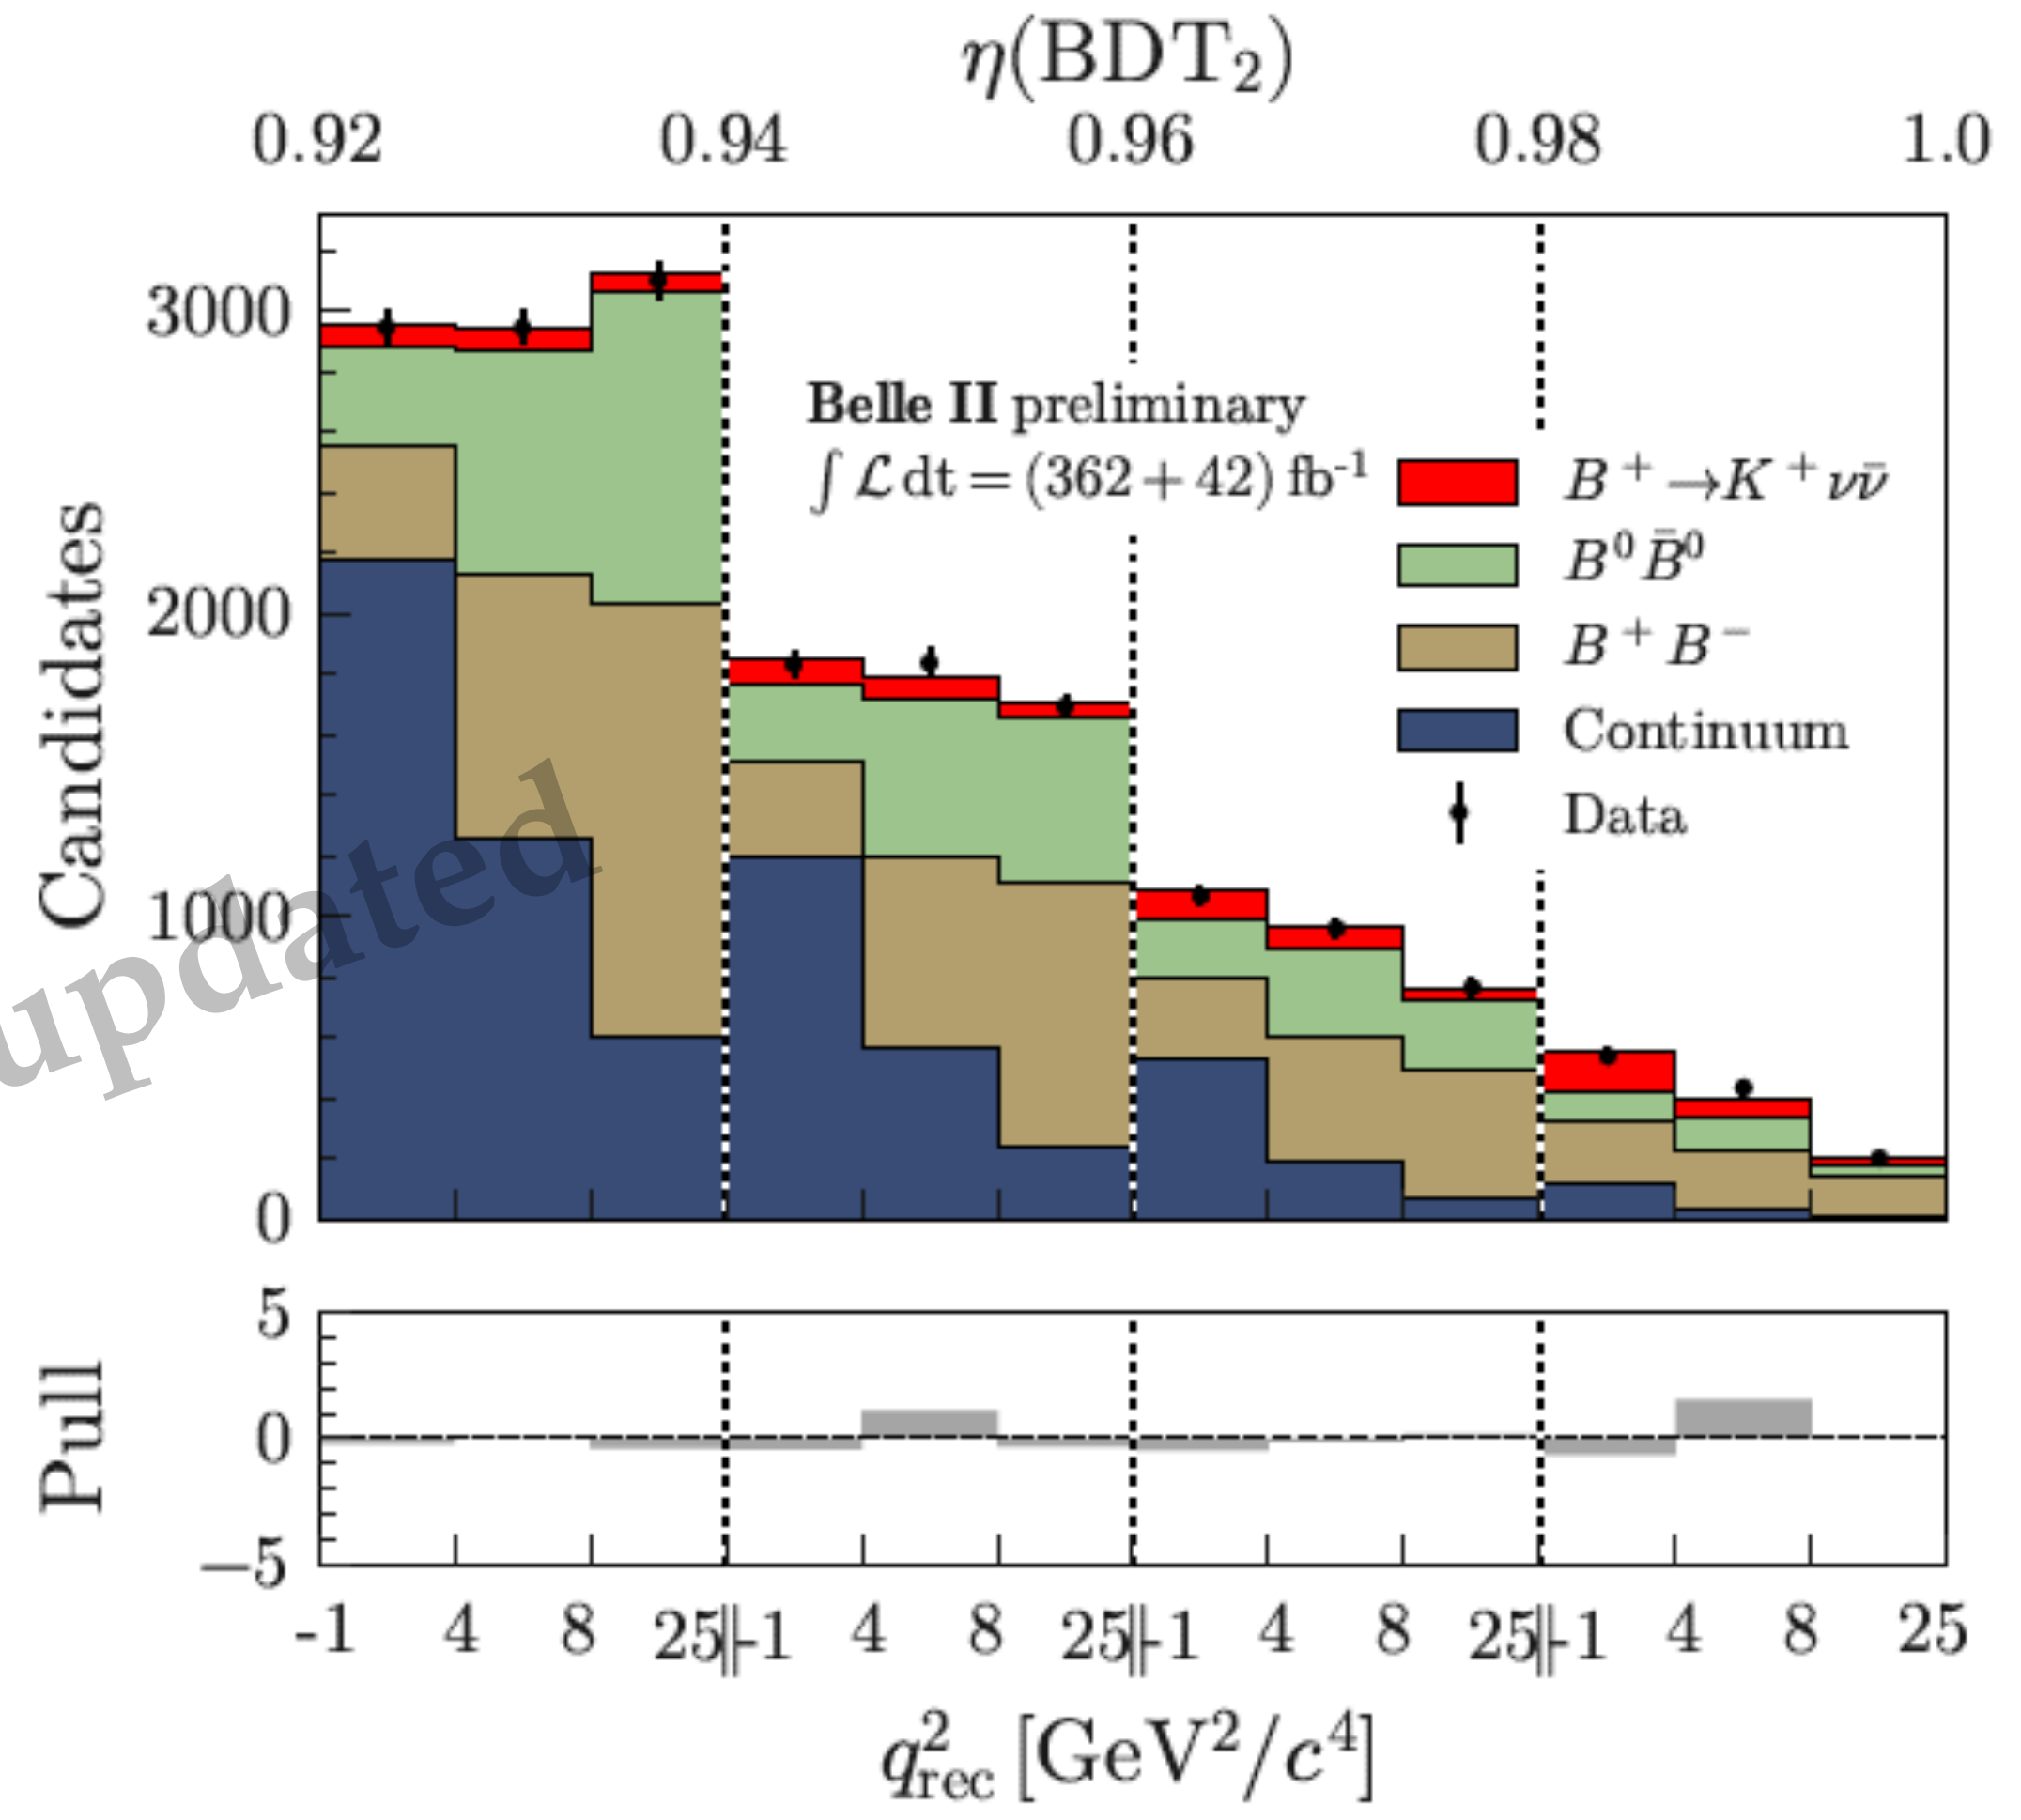 η(BDT₂)
0.92 0.94 0.96 0.98 1.0
Candidates
3000
2000
1000
0
Belle II preliminary
∫ ℒ dt = (362 + 42) fb⁻¹
B⁺→K⁺νν̄
B⁰B̄⁰
B⁺B⁻
Continuum
Data
updated
Pull
5
0
−5
-1 4 8 25||-1 4 8 25||-1 4 8 25||-1 4 8 25
q²rec [GeV²/c⁴]